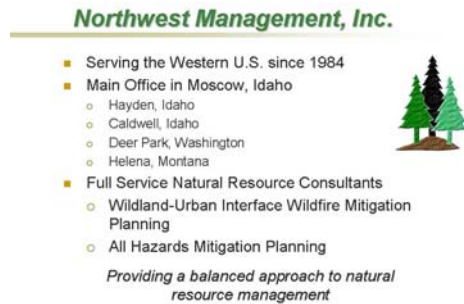 Northwest Management, Inc.
Serving the Western U.S. since 1984
Main Office in Moscow, Idaho
Hayden, Idaho
Caldwell, Idaho
Deer Park, Washington
Helena, Montana
Full Service Natural Resource Consultants
Wildland-Urban Interface Wildfire Mitigation
Planning
All Hazards Mitigation Planning
Providing a balanced approach to natural
resource management